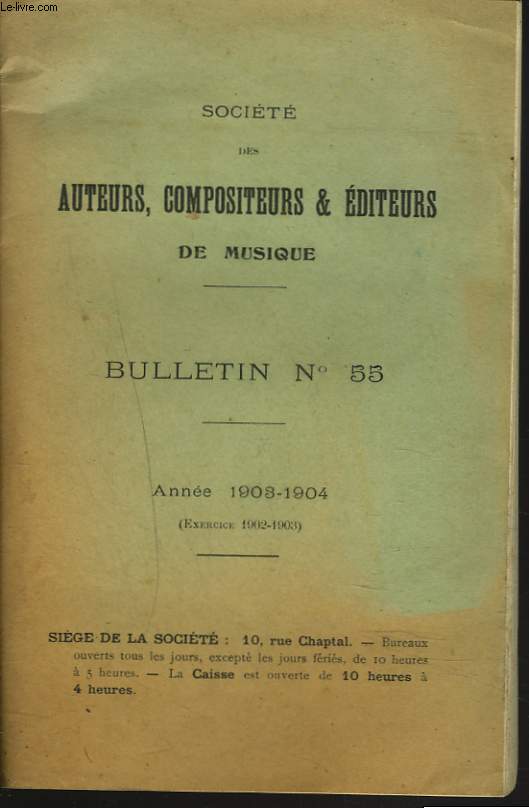 Le-livre.com
SOCIÉTÉ
DES
AUTEURS, COMPOSITEURS & ÉDITEURS
DE MUSIQUE
BULLETIN No 55
Année 1903-1904
(EXERCICE 1902-1903)
SIÈGE DE LA SOCIÉTÉ : 10, rue Chaptal. — Bureaux
ouverts tous les jours, excepté les jours fériés, de 10 heures
à 5 heures. — La Caisse est ouverte de 10 heures à
4 heures.